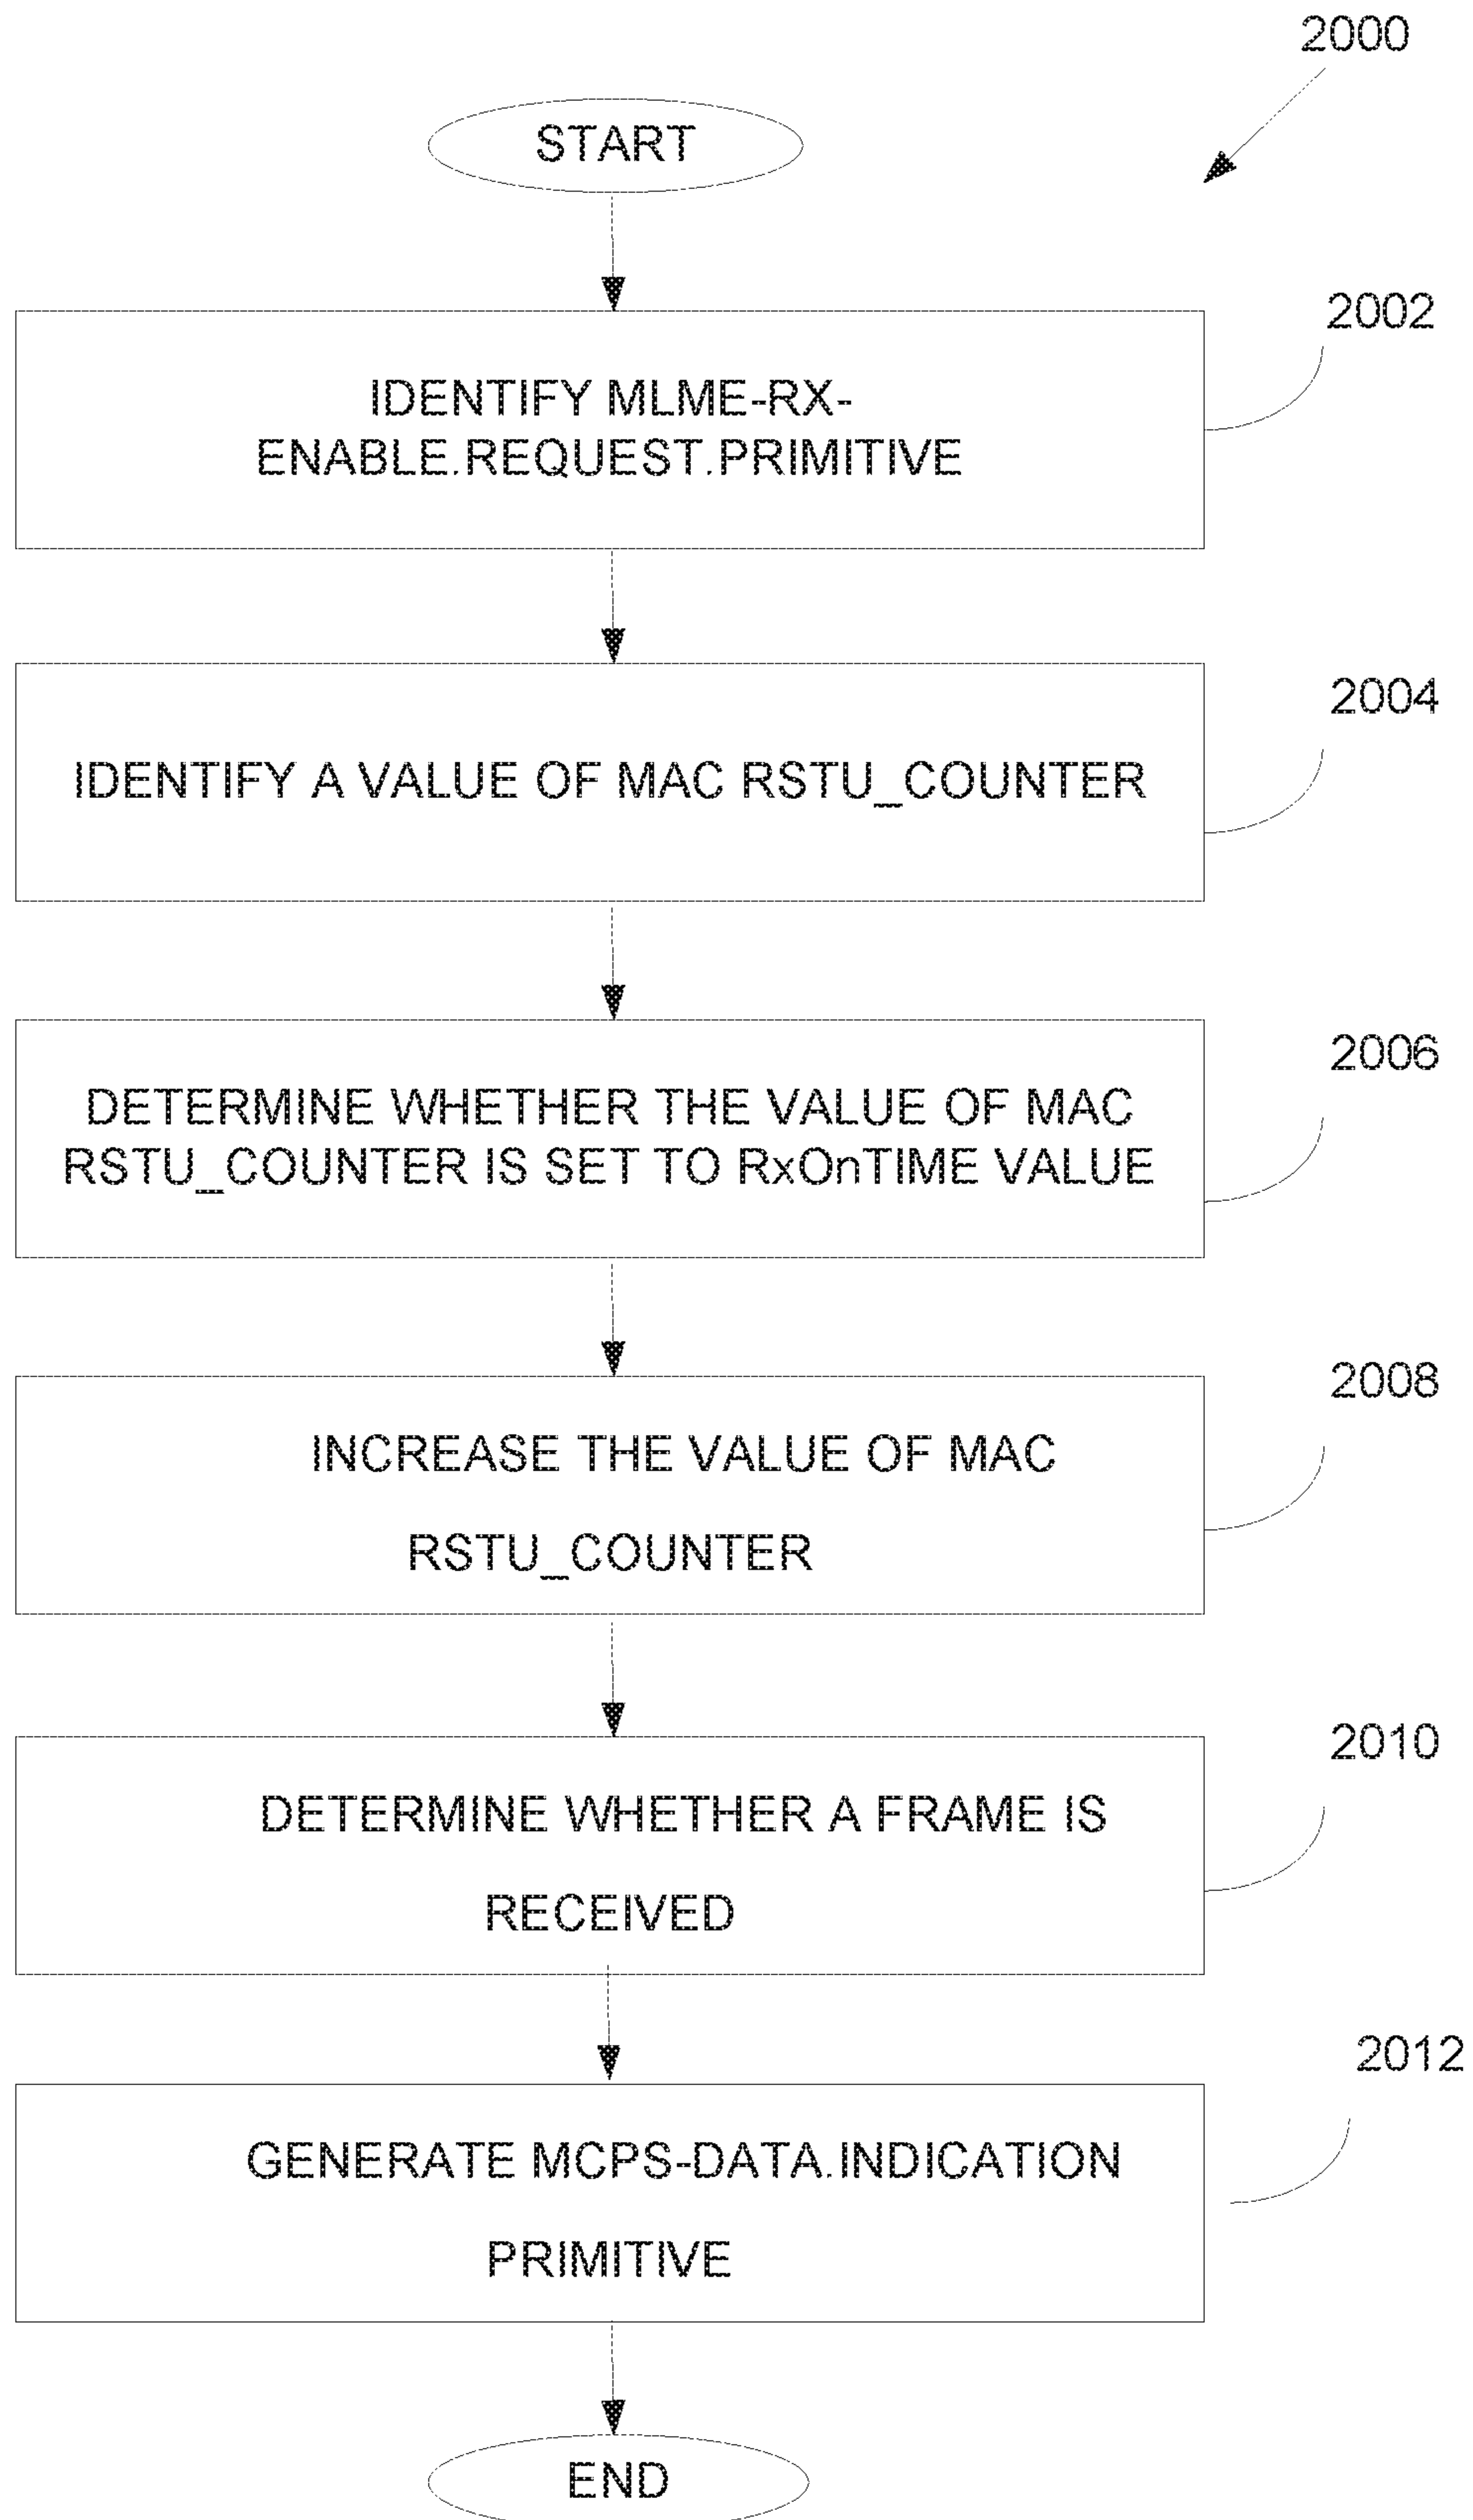 2000
START
2002
IDENTIFY MLME-RX-
ENABLE.REQUEST.PRIMITIVE
2004
IDENTIFY A VALUE OF MAC RSTU_COUNTER
2006
DETERMINE WHETHER THE VALUE OF MAC
RSTU_COUNTER IS SET TO RxOnTIME VALUE
2008
INCREASE THE VALUE OF MAC
RSTU_COUNTER
2010
DETERMINE WHETHER A FRAME IS
RECEIVED
2012
GENERATE MCPS-DATA.INDICATION
PRIMITIVE
END